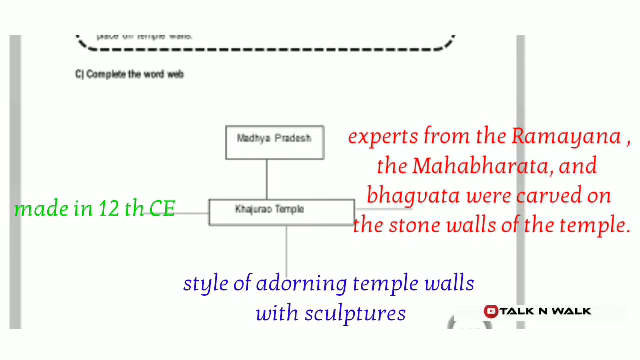 place on temple walls.
C) Complete the word web
Madhya Pradesh
experts from the Ramayana ,
the Mahabharata, and
bhagvata were carved on
the stone walls of the temple.
made in 12 th CE
Khajurao Temple
style of adorning temple walls
with sculptures
TALK N WALK